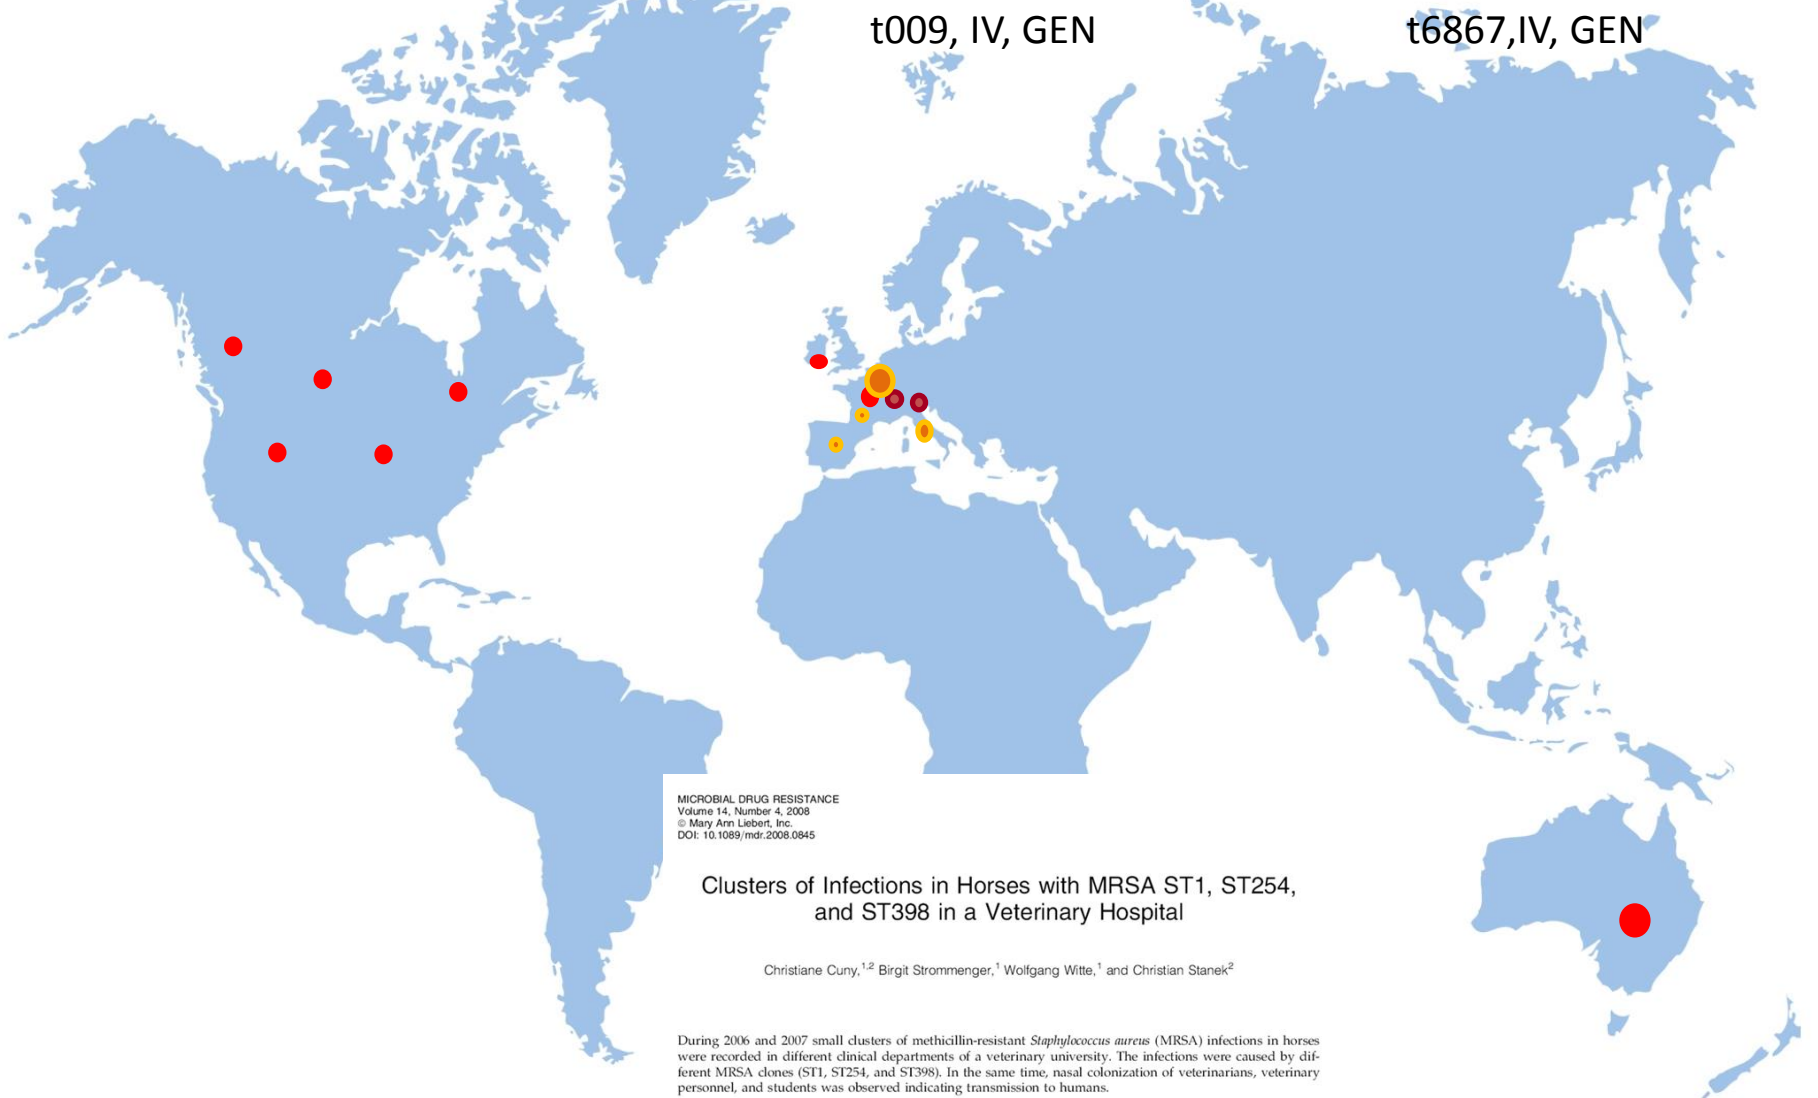 t009, IV, GEN
t6867,IV, GEN
MICROBIAL DRUG RESISTANCE
Volume 14, Number 4, 2008
© Mary Ann Liebert, Inc.
DOI: 10.1089/mdr.2008.0845
Clusters of Infections in Horses with MRSA ST1, ST254,
and ST398 in a Veterinary Hospital
Christiane Cuny,1,2 Birgit Strommenger,1 Wolfgang Witte,1 and Christian Stanek2
During 2006 and 2007 small clusters of methicillin-resistant Staphylococcus aureus (MRSA) infections in horses
were recorded in different clinical departments of a veterinary university. The infections were caused by dif-
ferent MRSA clones (ST1, ST254, and ST398). In the same time, nasal colonization of veterinarians, veterinary
personnel, and students was observed indicating transmission to humans.